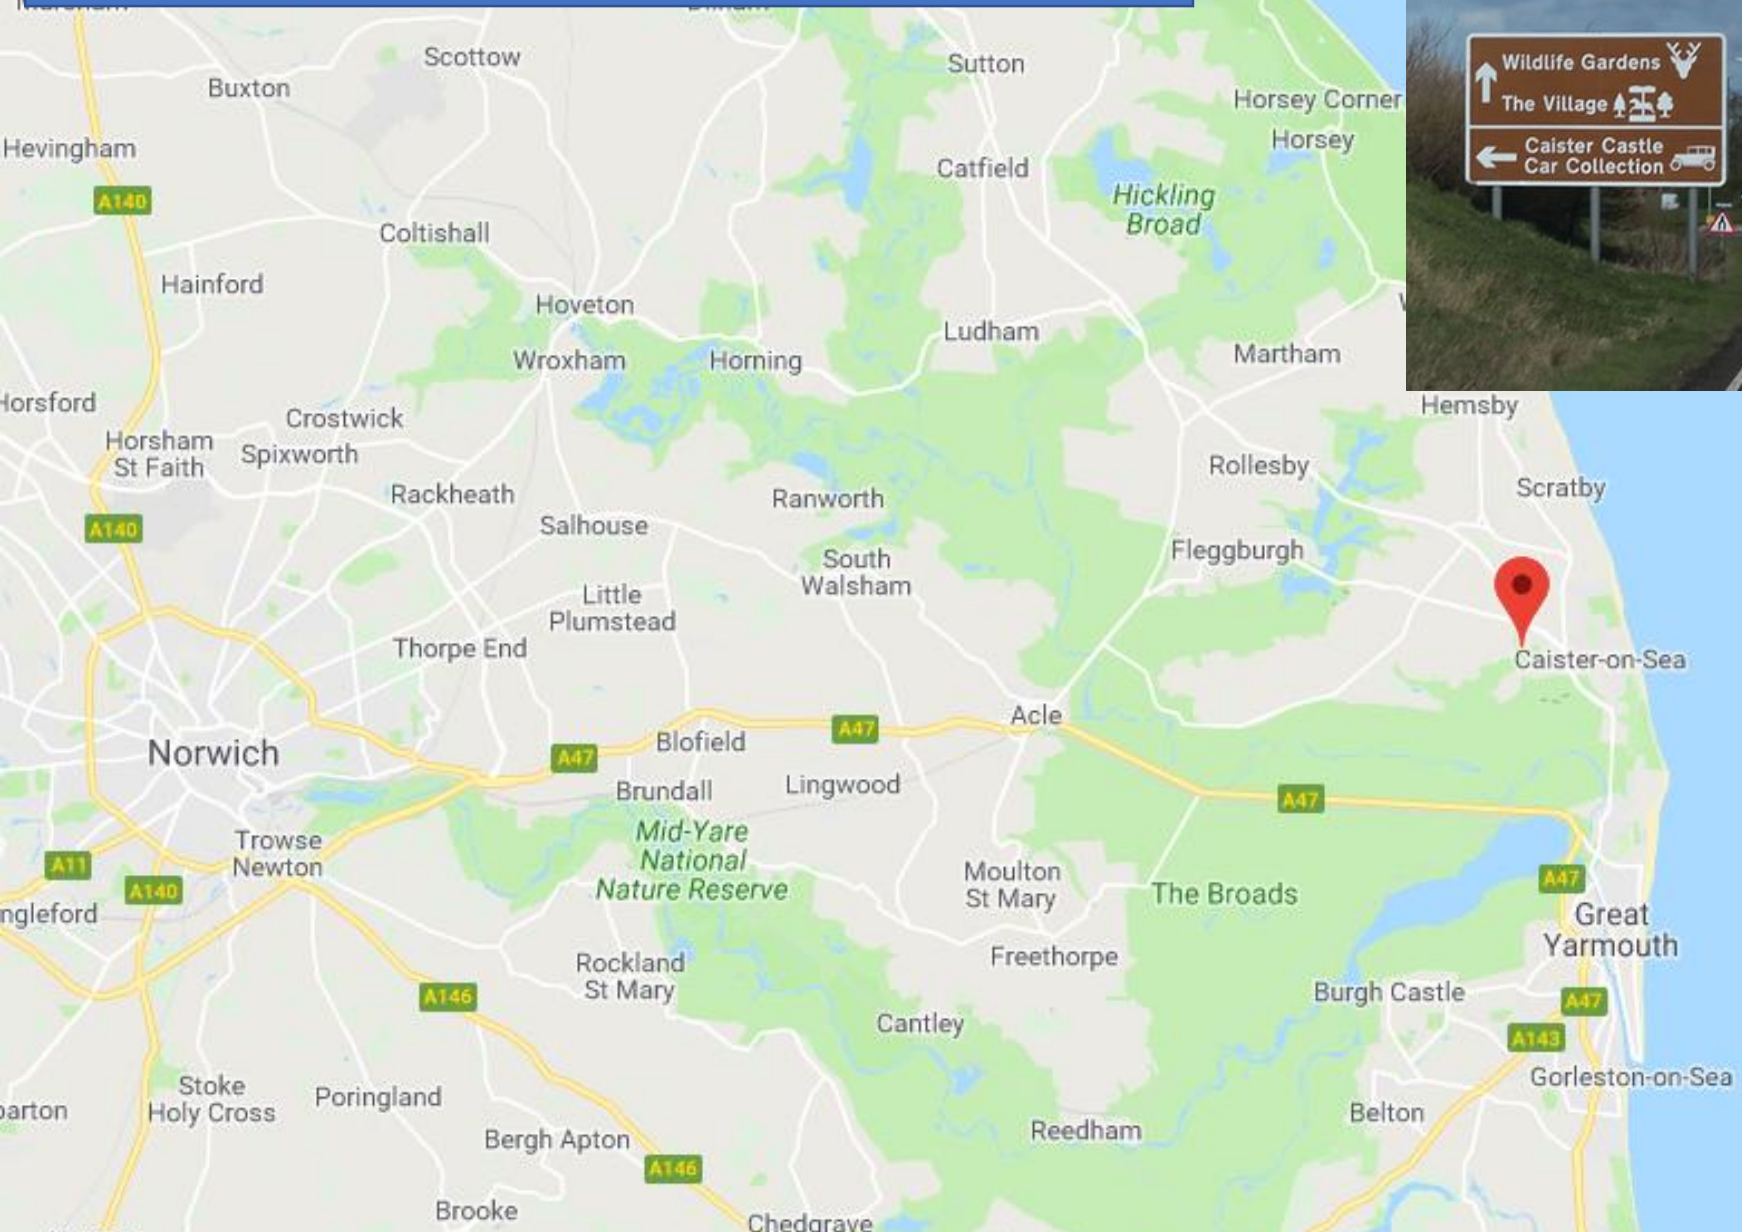 Scottow
Sutton
Buxton
Horsey Corner
Horsey
Hevingham
Catfield
Hickling
Broad
A140
Coltishall
Hainford
Hoveton
Ludham
Wroxham
Horning
Martham
Wildlife Gardens
The Village
Caister Castle
Car Collection
Horsford
Hemsby
Crostwick
Horsham
St Faith
Spixworth
Rollesby
Rackheath
Ranworth
Scratby
A140
Salhouse
Fleggburgh
South
Walsham
Little
Plumstead
Thorpe End
Caister-on-Sea
Acle
A47
Blofield
Norwich
A47
Brundall
Lingwood
A47
Mid-Yare
National
Nature Reserve
Trowse
Newton
A11
A140
Moulton
St Mary
The Broads
A47
ngleford
Great
Yarmouth
Freethorpe
Rockland
St Mary
A146
Burgh Castle
A47
Cantley
A143
Gorleston-on-Sea
Stoke
Holy Cross
Poringland
barton
Belton
Reedham
Bergh Apton
A146
Brooke
Chedgrave